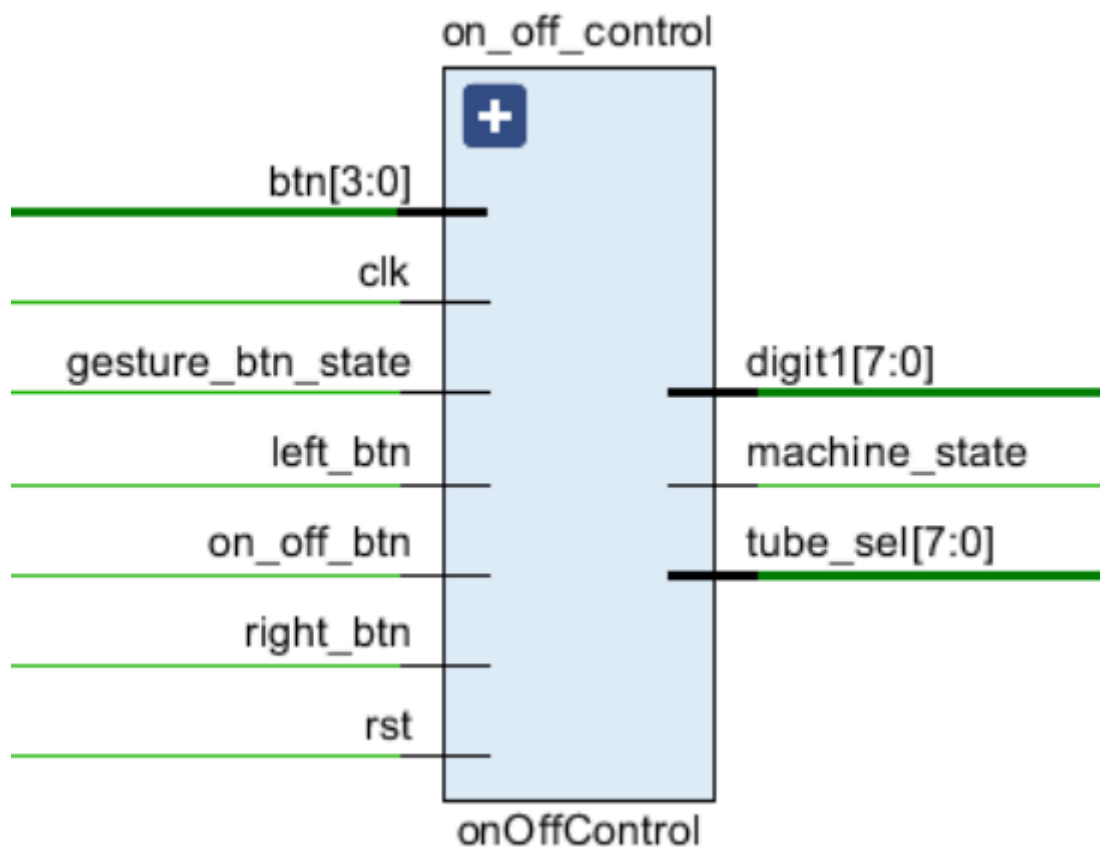 on_off_control
btn[3:0]
clk
gesture_btn_state
left_btn
on_off_btn
right_btn
rst
digit1[7:0]
machine_state
tube_sel[7:0]
onOffControl